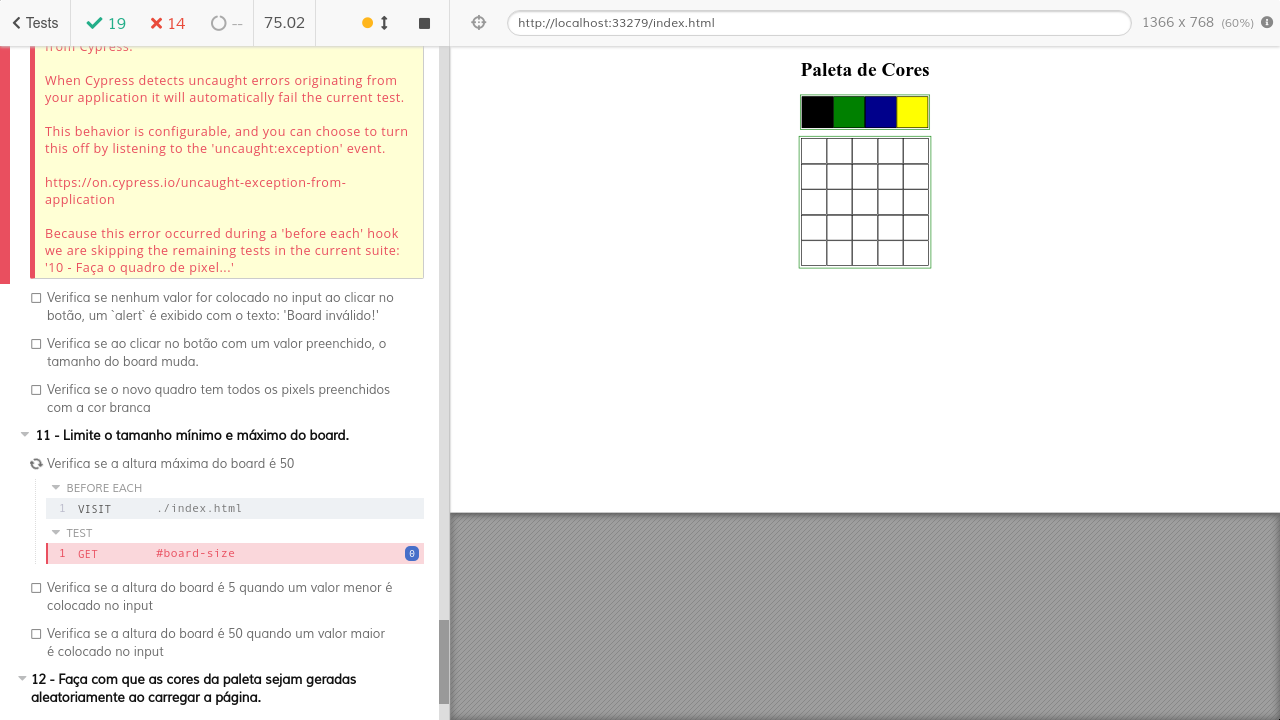 Tests 19 14 -- 75.02 http://localhost:33279/index.html 1366 x 768 (60%)
from Cypress.
When Cypress detects uncaught errors originating from
your application it will automatically fail the current test.
This behavior is configurable, and you can choose to turn
this off by listening to the 'uncaught:exception' event.
https://on.cypress.io/uncaught-exception-from-
application
Because this error occurred during a 'before each' hook
we are skipping the remaining tests in the current suite:
'10 - Faça o quadro de pixel...'
Verifica se nenhum valor for colocado no input ao clicar no
botão, um `alert` é exibido com o texto: 'Board inválido!'
Verifica se ao clicar no botão com um valor preenchido, o
tamanho do board muda.
Verifica se o novo quadro tem todos os pixels preenchidos
com a cor branca
11 - Limite o tamanho mínimo e máximo do board.
Verifica se a altura máxima do board é 50
BEFORE EACH
1 VISIT ./index.html
TEST
1 GET #board-size 0
Verifica se a altura do board é 5 quando um valor menor é
colocado no input
Verifica se a altura do board é 50 quando um valor maior
é colocado no input
12 - Faça com que as cores da paleta sejam geradas
aleatoriamente ao carregar a página.
Paleta de Cores